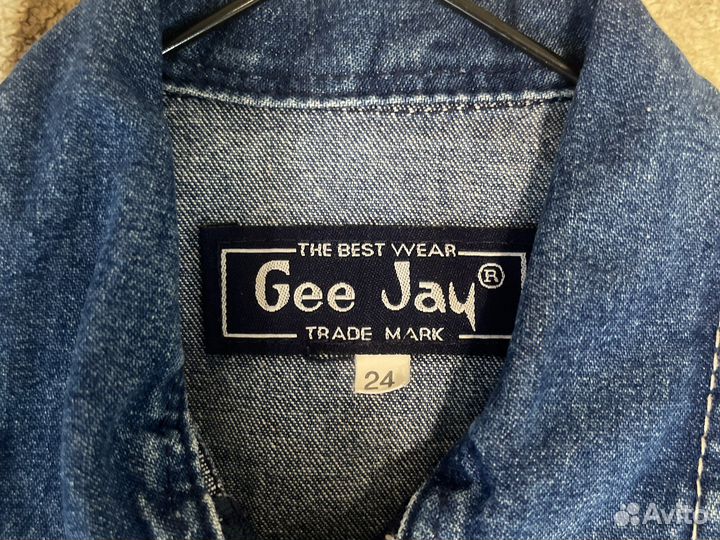 THE BEST WEAR
Gee Jay®
TRADE MARK
24
Avito